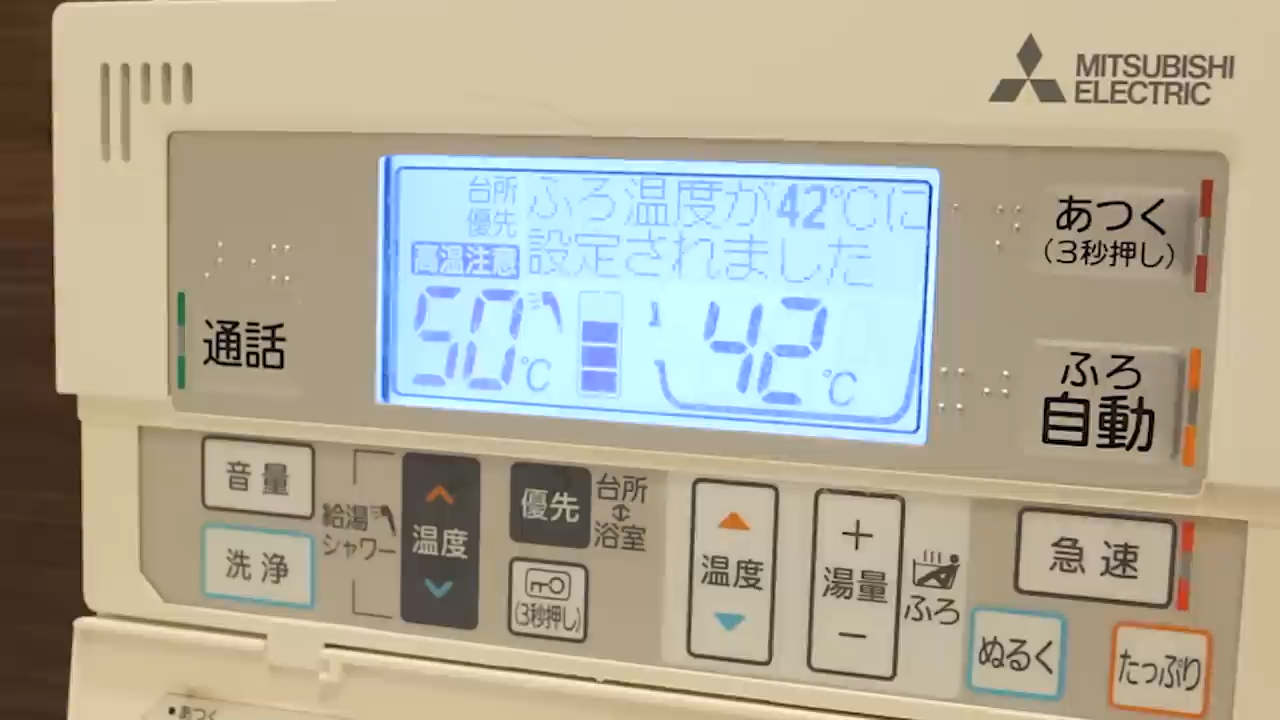 MITSUBISHI
ELECTRIC
台所
優先
ふろ温度が42℃に
設定されました
高温注意
50℃
42℃
あつく
(3秒押し)
通話
ふろ
自動
音量
洗浄
給湯
シャワー
温度
優先
台所
浴室
(3秒押し)
温度
+
湯量
−
ふろ
急速
ぬるく
たっぷり
●あつく